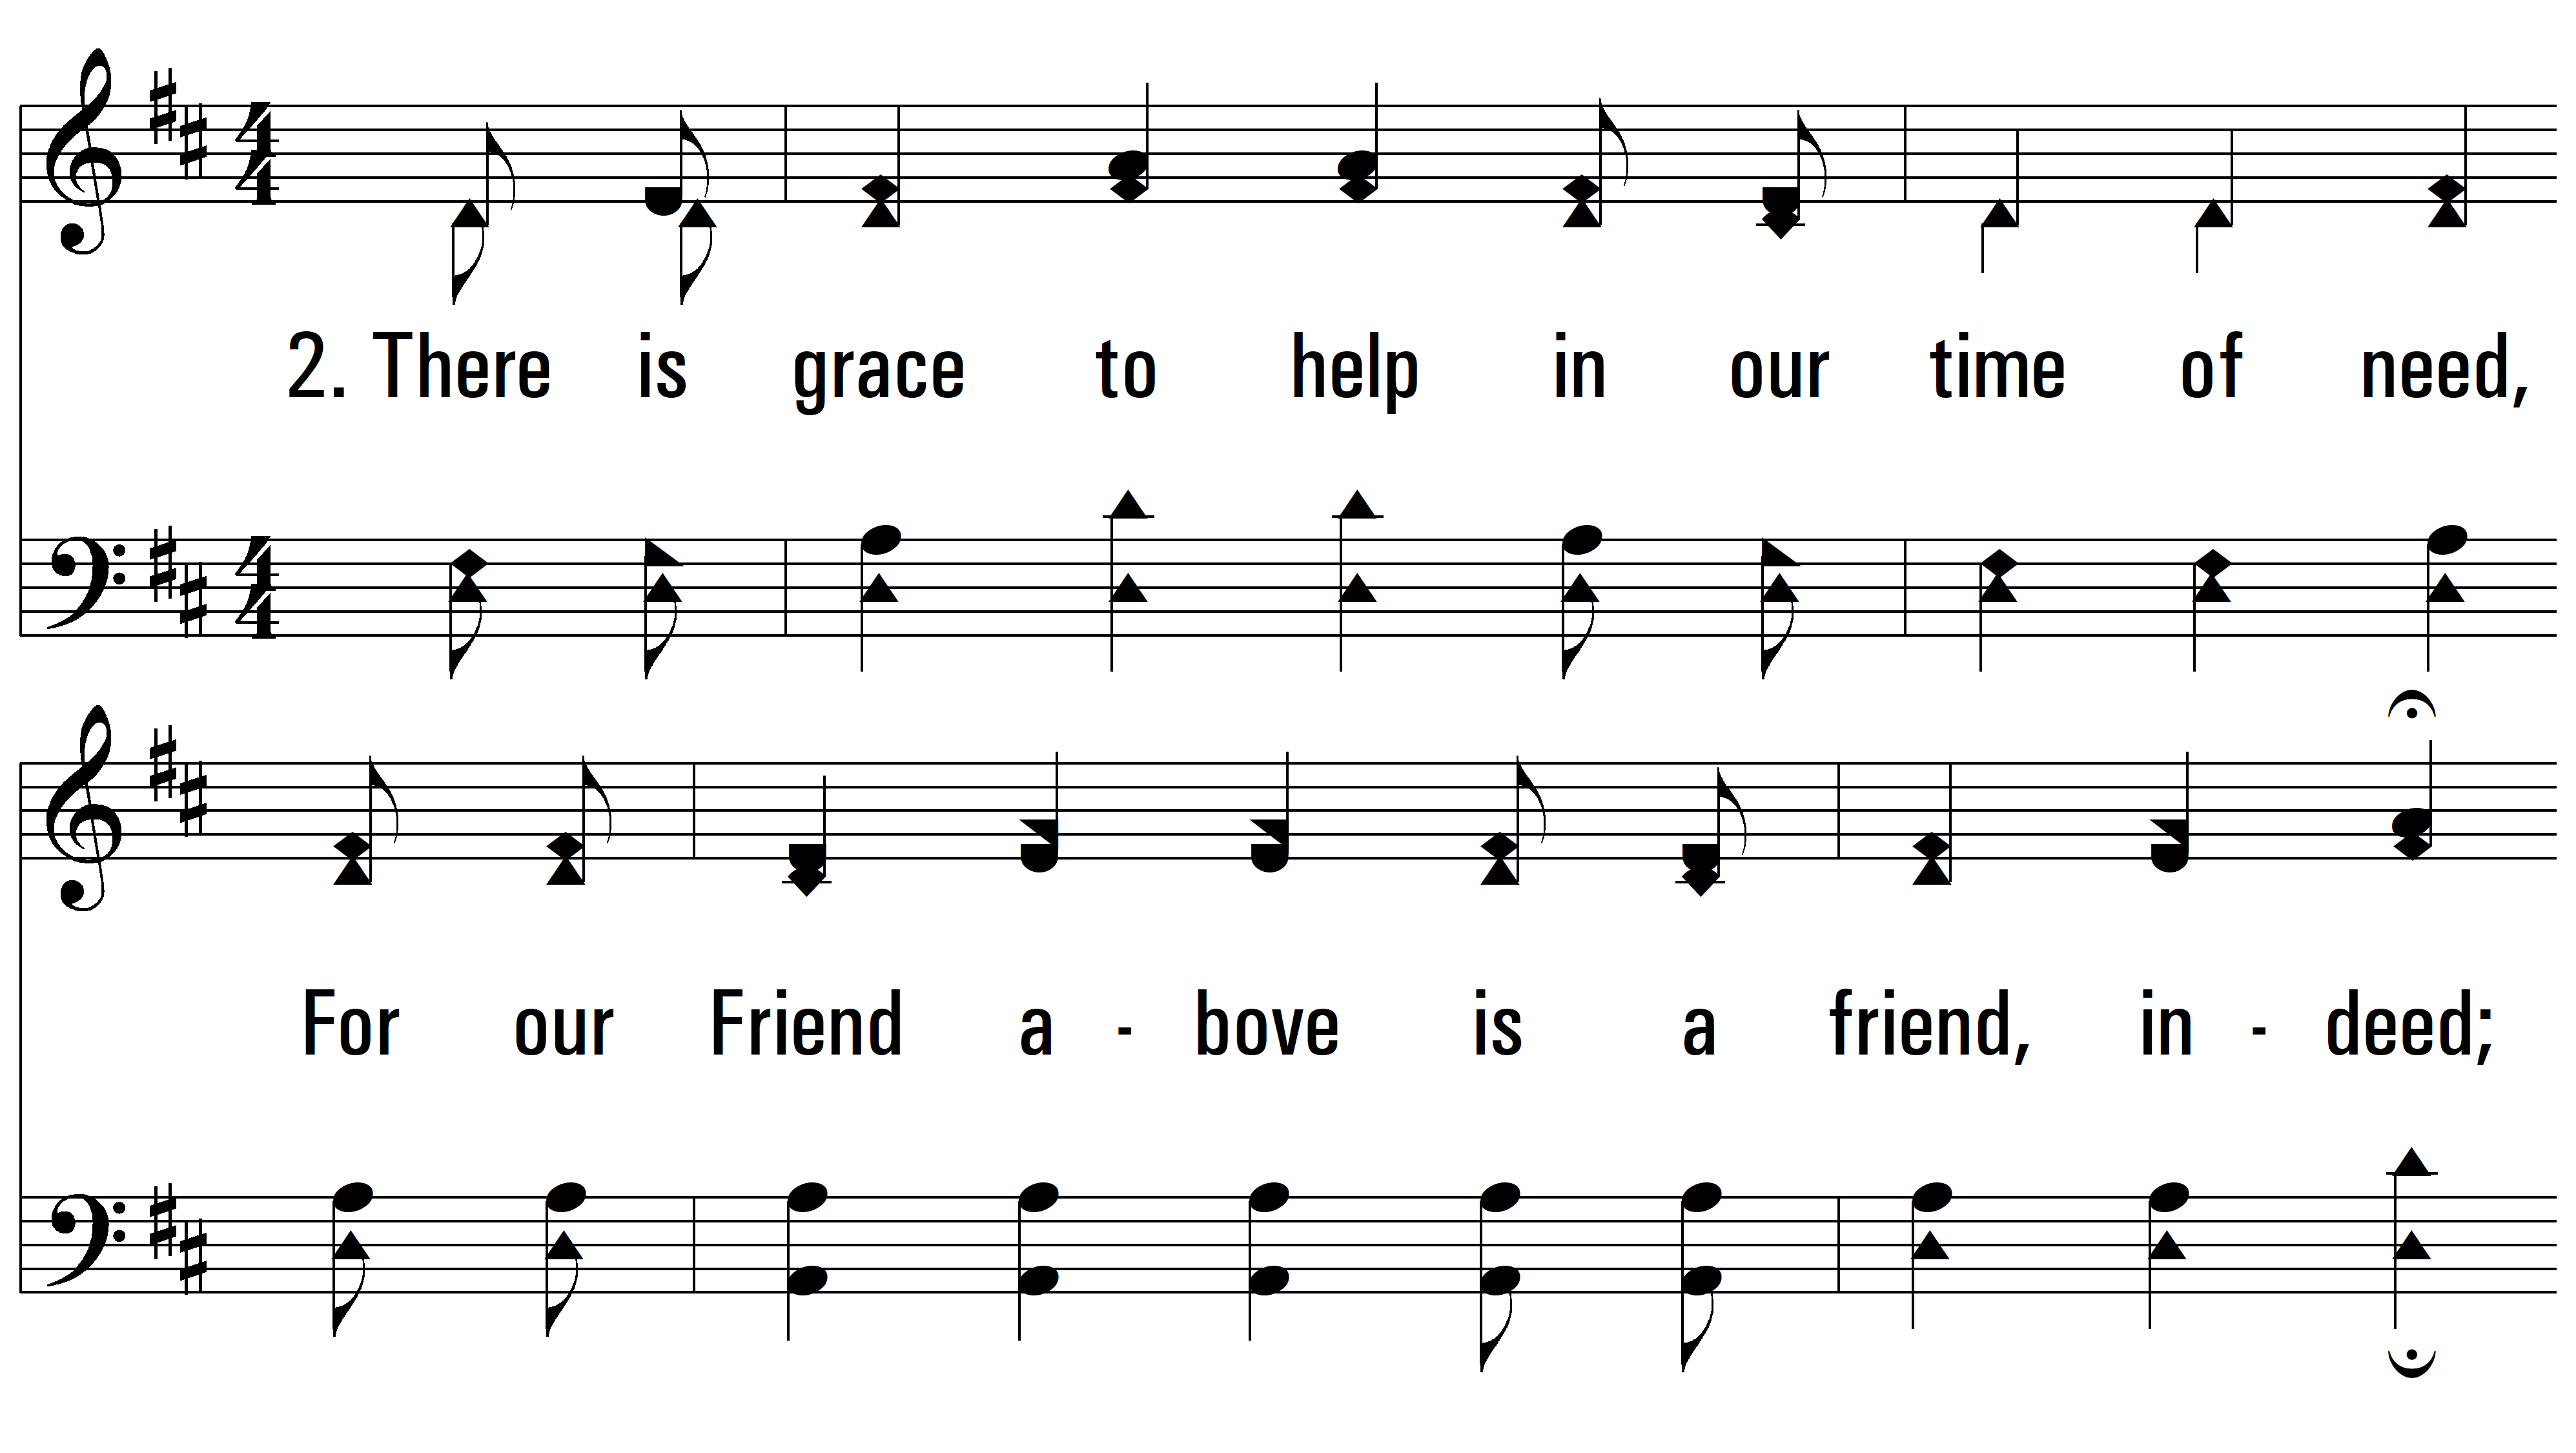 2. There is grace to help in our time of need,
For our Friend a - bove is a friend, in - deed;